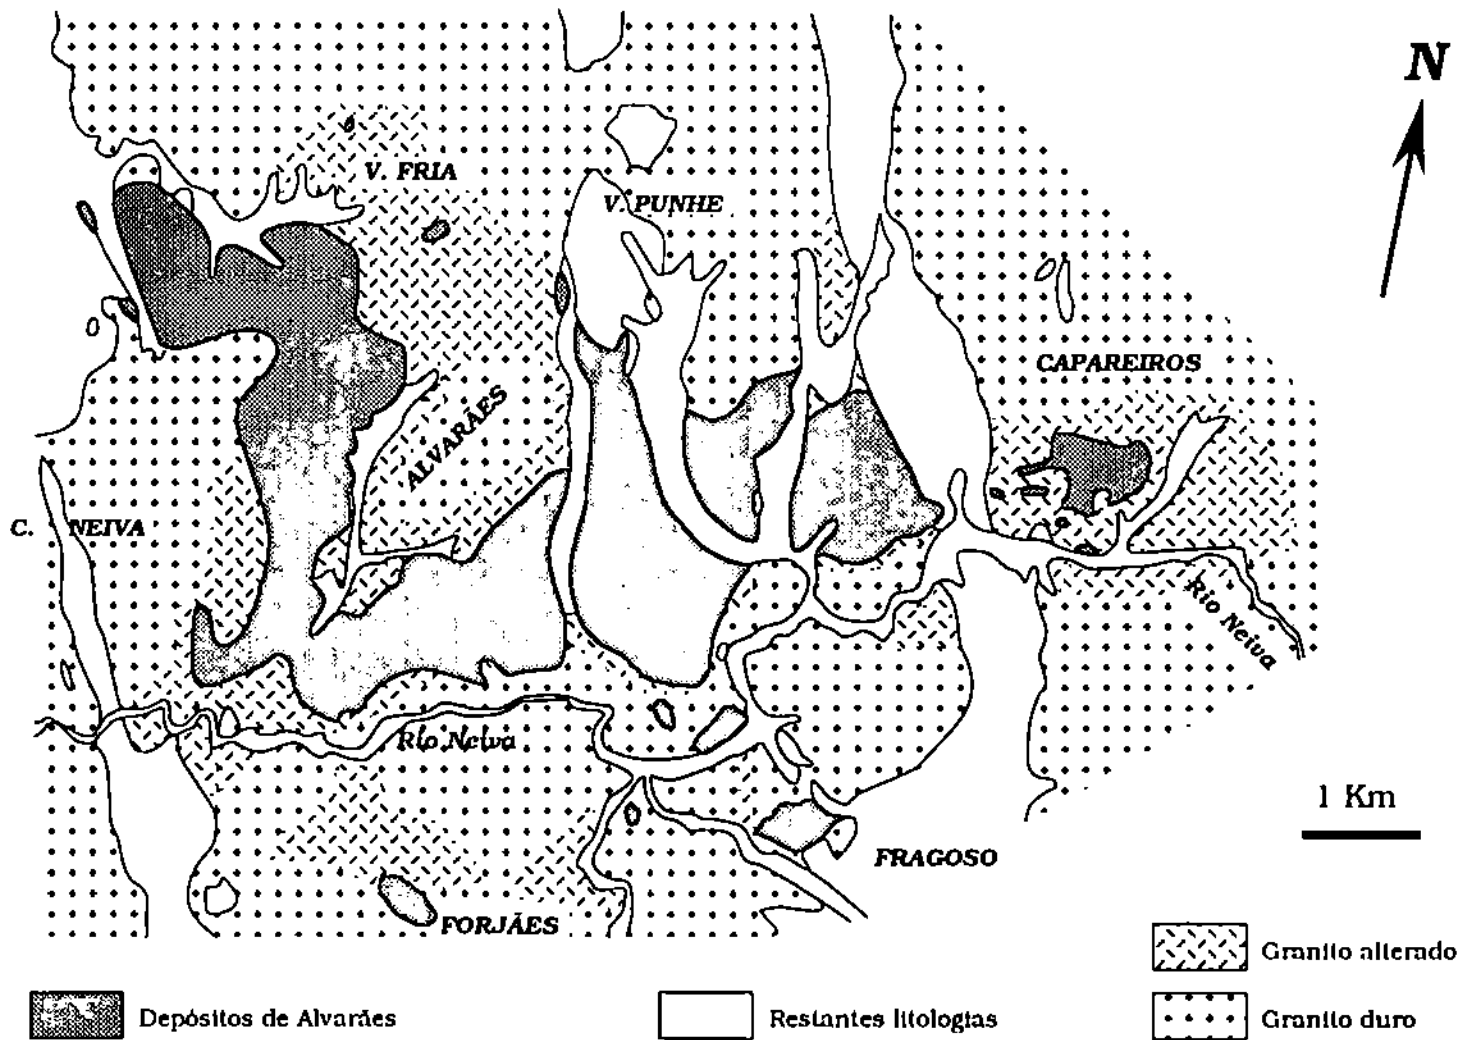 N
V. FRIA
V. PUNHE
CAPAREIROS
ALVARÃES
C. NEIVA
Rio Neiva
Rio Neiva
1 Km
FRAGOSO
FORJÃES
Granito alterado
Depósitos de Alvarães
Restantes litologias
Granito duro